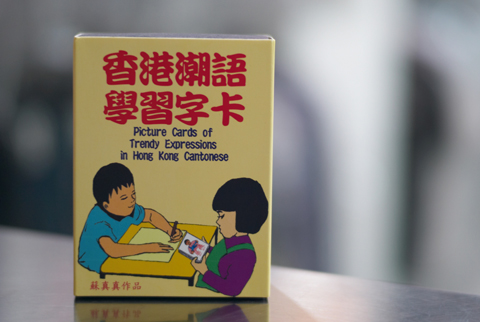 香港潮語
學習字卡
Picture Cards of
Trendy Expressions
in Hong Kong Cantonese
蘇真真作品